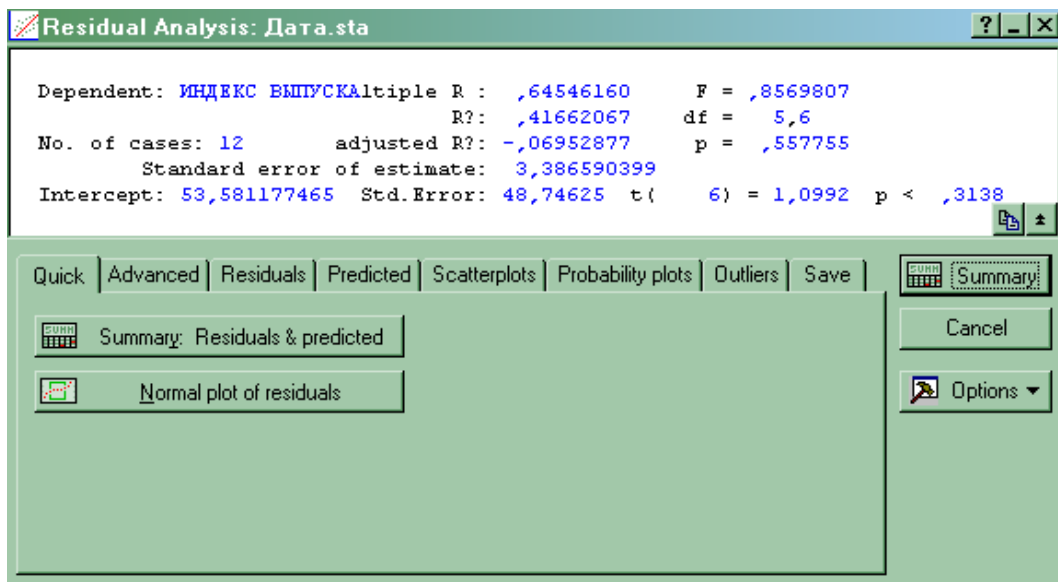 Residual Analysis: Дата.sta
Dependent: ИНДЕКС ВЫПУСКАltiple R : ,64546160 F = ,8569807
R?: ,41662067 df = 5,6
No. of cases: 12 adjusted R?: -,06952877 p = ,557755
Standard error of estimate: 3,386590399
Intercept: 53,581177465 Std.Error: 48,74625 t( 6) = 1,0992 p < ,3138
Quick Advanced Residuals Predicted Scatterplots Probability plots Outliers Save
SUMM Summary
SUMM Summary: Residuals & predicted
Cancel
Normal plot of residuals
Options